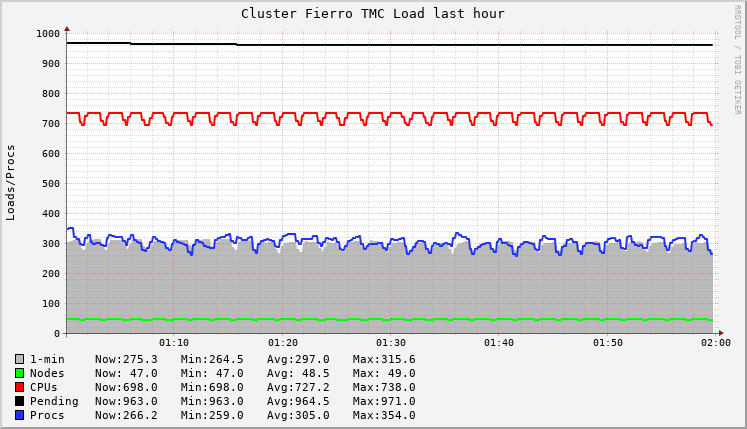 Cluster Fierro TMC Load last hour
RRDTOOL / TOBI OETIKER
Loads/Procs
1000
900
800
700
600
500
400
300
200
100
0
01:10 01:20 01:30 01:40 01:50 02:00
1-min Now:275.3 Min:264.5 Avg:297.0 Max:315.6
Nodes Now: 47.0 Min: 47.0 Avg: 48.5 Max: 49.0
CPUs Now:698.0 Min:698.0 Avg:727.2 Max:738.0
Pending Now:963.0 Min:963.0 Avg:964.5 Max:971.0
Procs Now:266.2 Min:259.0 Avg:305.0 Max:354.0